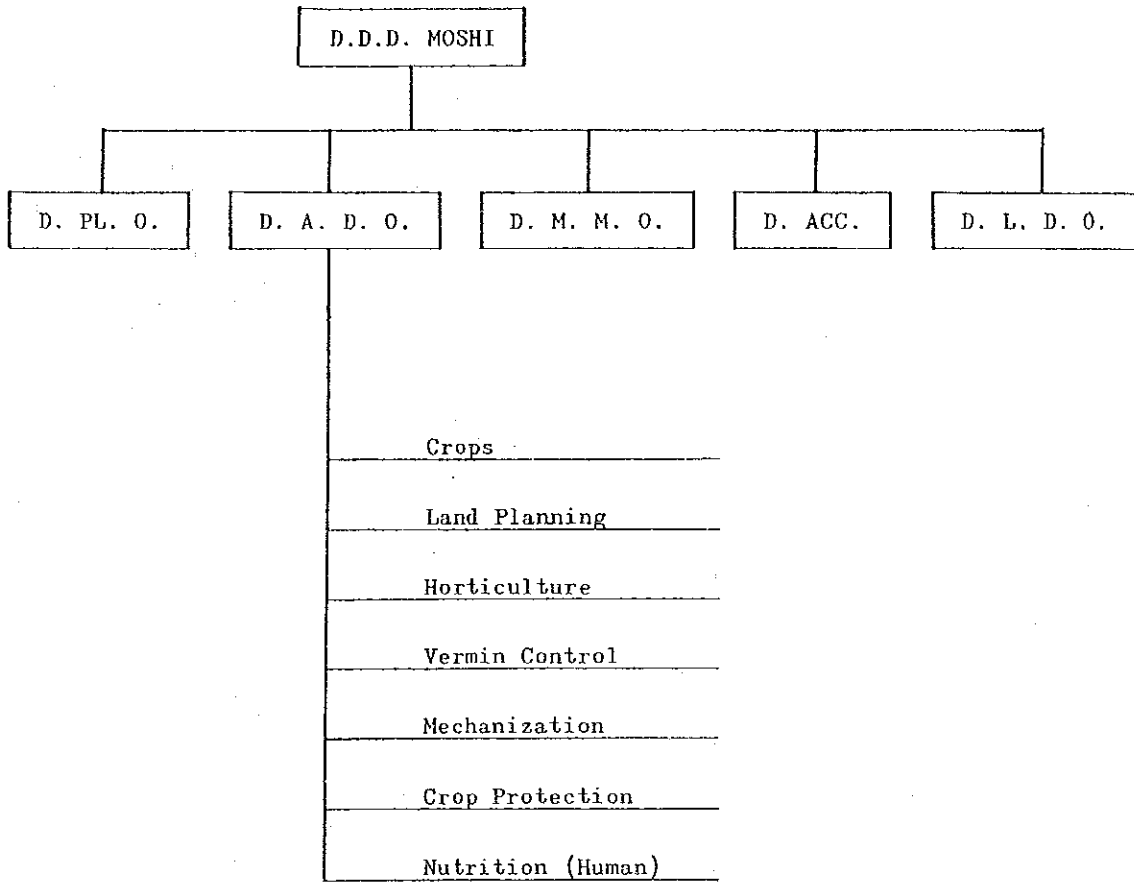 D.D.D. MOSHI
D. PL. O.
D. A. D. O.
D. M. M. O.
D. ACC.
D. L. D. O.
Crops
Land Planning
Horticulture
Vermin Control
Mechanization
Crop Protection
Nutrition (Human)